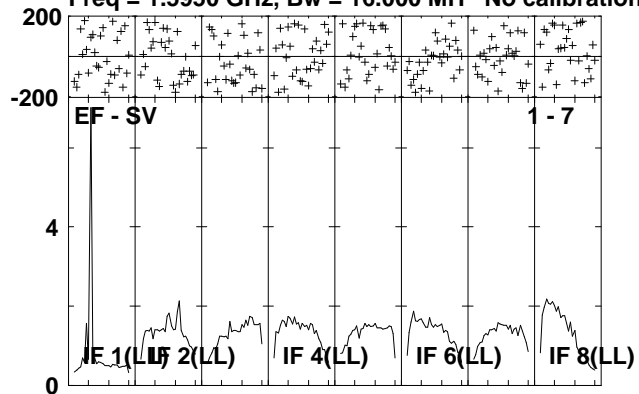 Freq = 1.5950 GHz, Bw = 16.000 MH No calibration
200
-200
EF - SV 1 - 7
4
IF 1(LL) IF 2(LL) IF 4(LL) IF 6(LL) IF 8(LL)
0